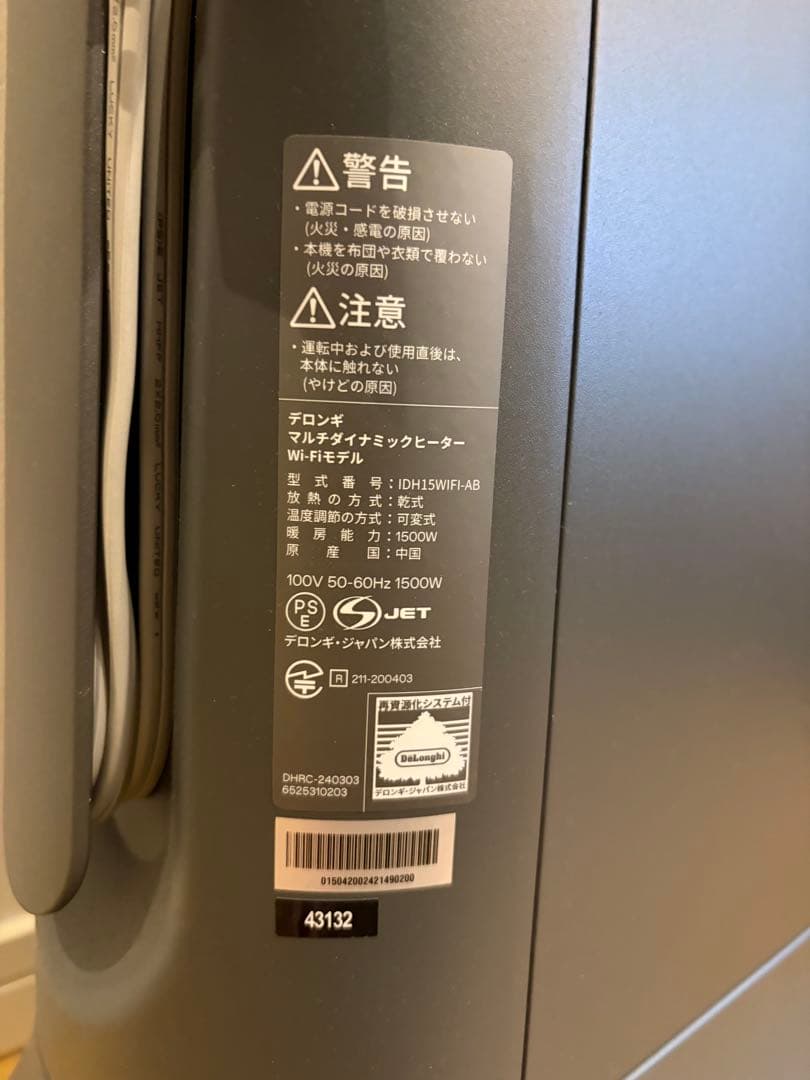 警告
・電源コードを破損させない
(火災・感電の原因)
・本機を布団や衣類で覆わない
(火災の原因)
注意
・運転中および使用直後は、
本体に触れない
(やけどの原因)
デロンギ
マルチダイナミックヒーター
Wi-Fiモデル
型式番号：IDH15WIFI-AB
放熱の方式：乾式
温度調節の方式：可変式
暖房能力：1500W
原産国：中国
100V 50-60Hz 1500W
PSE
S JET
デロンギ・ジャパン株式会社
R 211-200403
再資源化システム付
DeLonghi
デロンギ・ジャパン株式会社
DHRC-240303
6525310203
015042002421490200
43132
LUCKY UNITED
JET
LUCKY UNITED